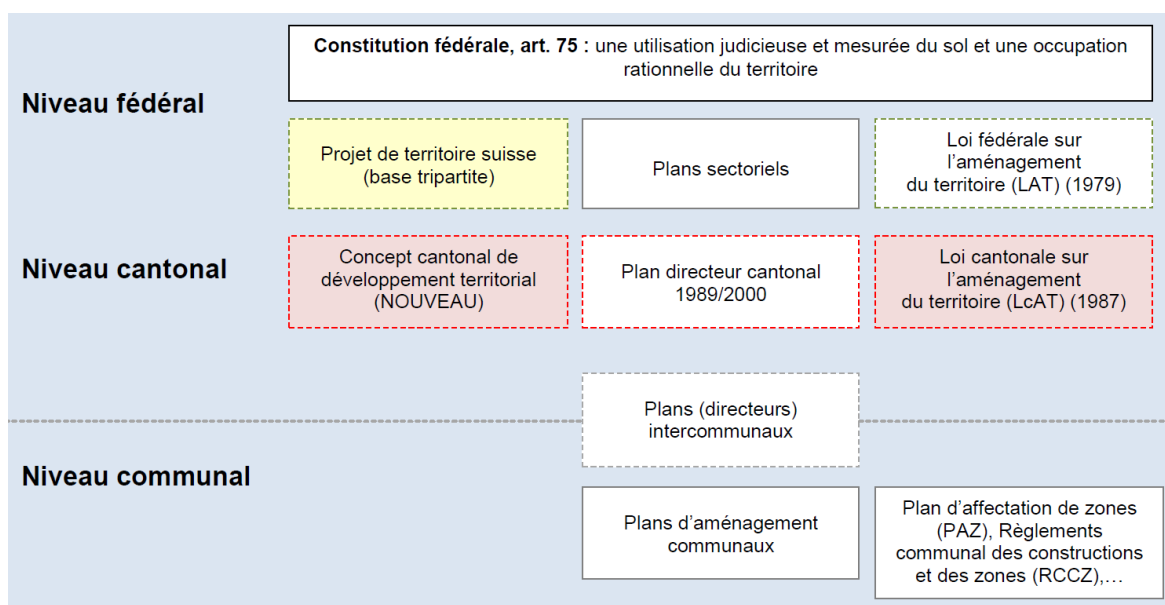 Constitution fédérale, art. 75 : une utilisation judicieuse et mesurée du sol et une occupation
rationnelle du territoire
Niveau fédéral
Projet de territoire suisse
(base tripartite)
Plans sectoriels
Loi fédérale sur
l’aménagement
du territoire (LAT) (1979)
Niveau cantonal
Concept cantonal de
développement territorial
(NOUVEAU)
Plan directeur cantonal
1989/2000
Loi cantonale sur
l’aménagement
du territoire (LcAT) (1987)
Plans (directeurs)
intercommunaux
Niveau communal
Plans d’aménagement
communaux
Plan d’affectation de zones
(PAZ), Règlements
communal des constructions
et des zones (RCCZ),…